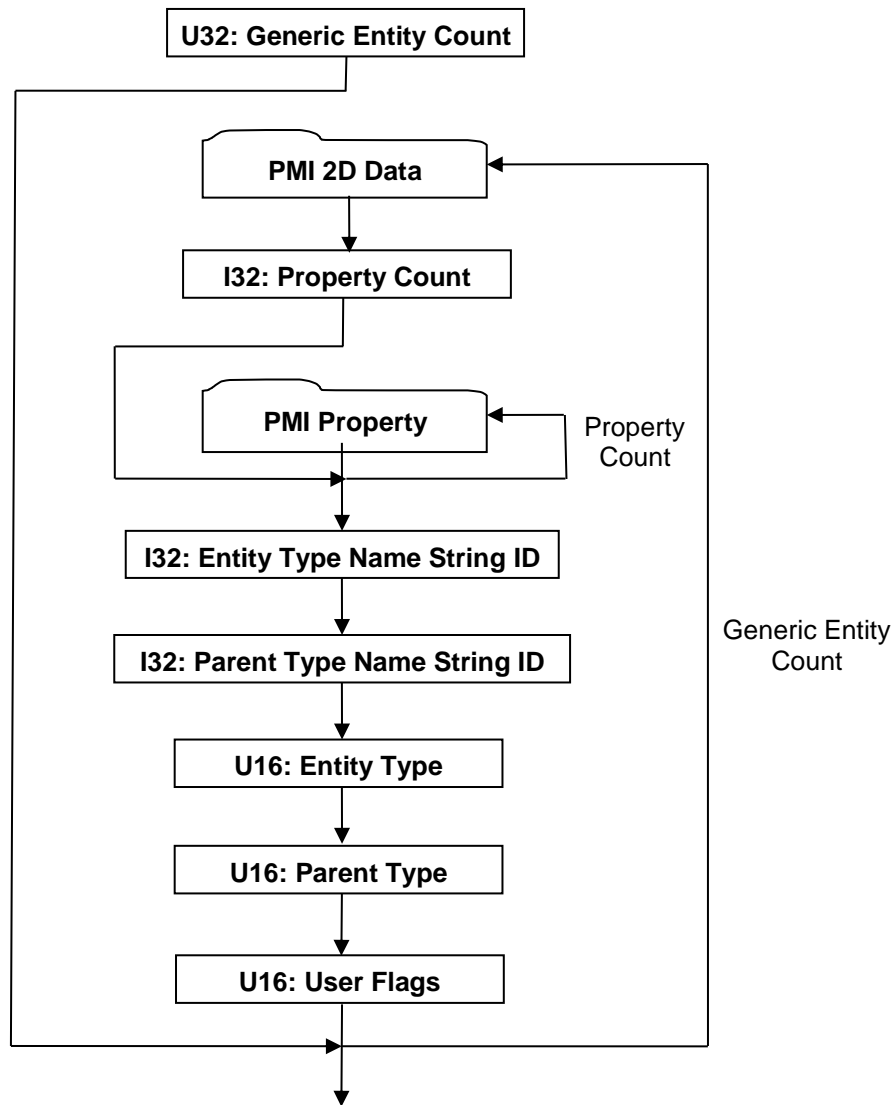 U32: Generic Entity Count
PMI 2D Data
I32: Property Count
PMI Property
Property
Count
I32: Entity Type Name String ID
I32: Parent Type Name String ID
Generic Entity
Count
U16: Entity Type
U16: Parent Type
U16: User Flags